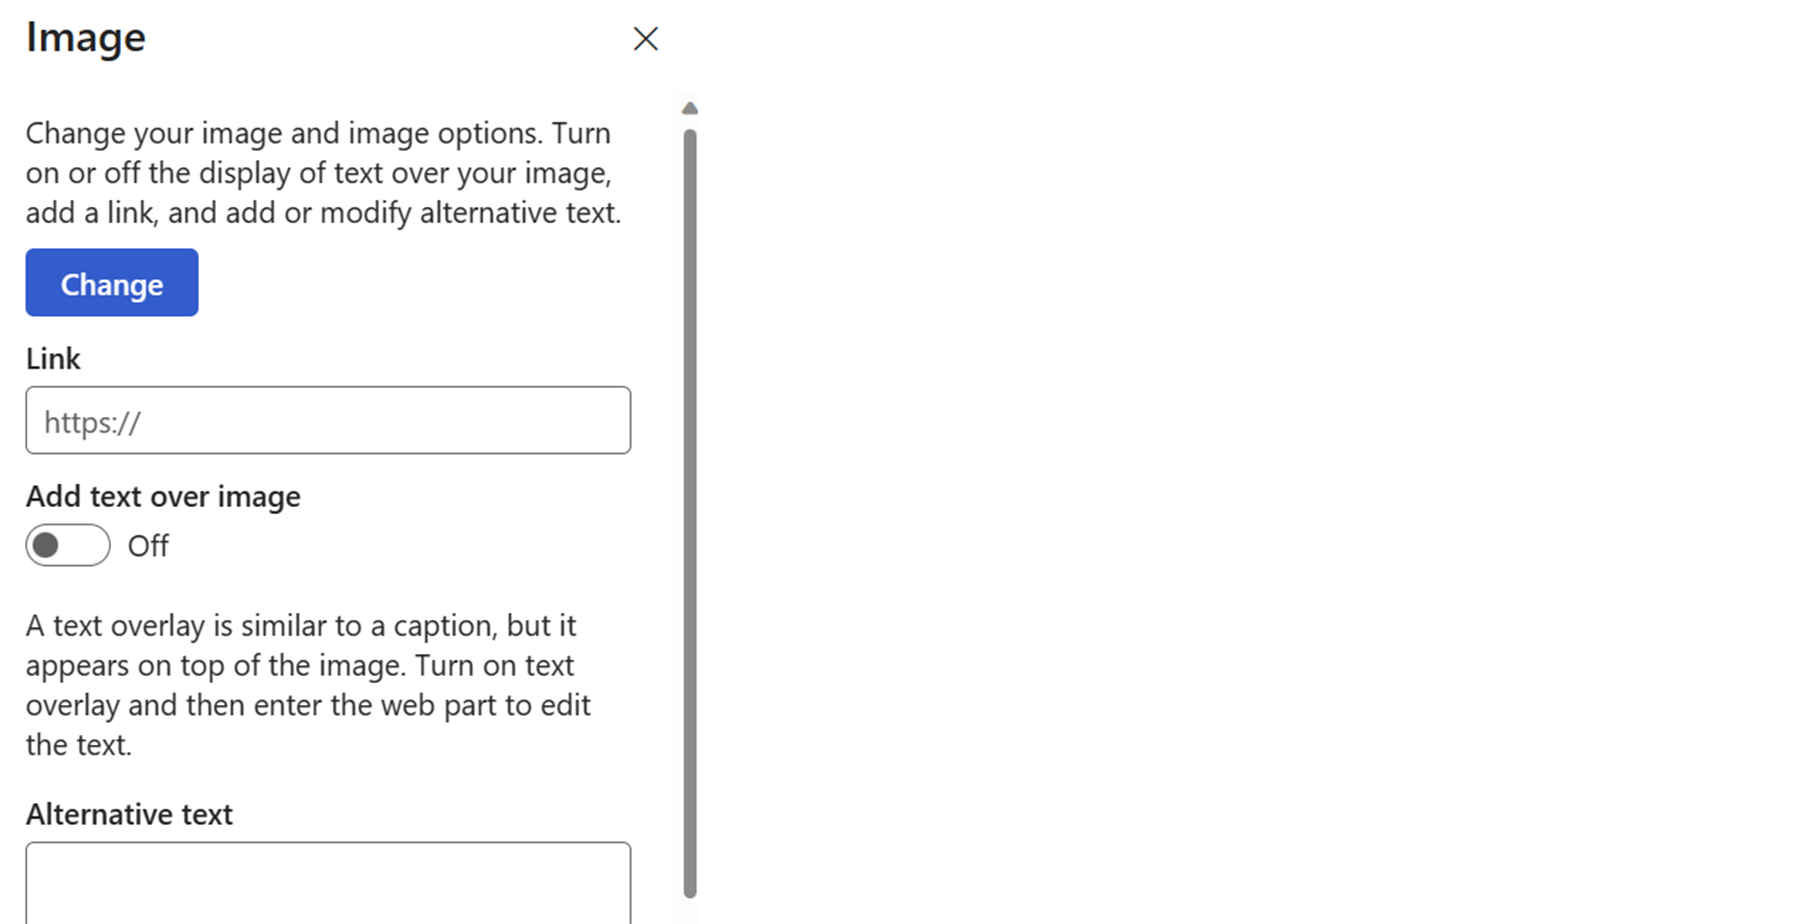 Image
Change your image and image options. Turn
on or off the display of text over your image,
add a link, and add or modify alternative text.
Change
Link
https://
Add text over image
Off
A text overlay is similar to a caption, but it
appears on top of the image. Turn on text
overlay and then enter the web part to edit
the text.
Alternative text